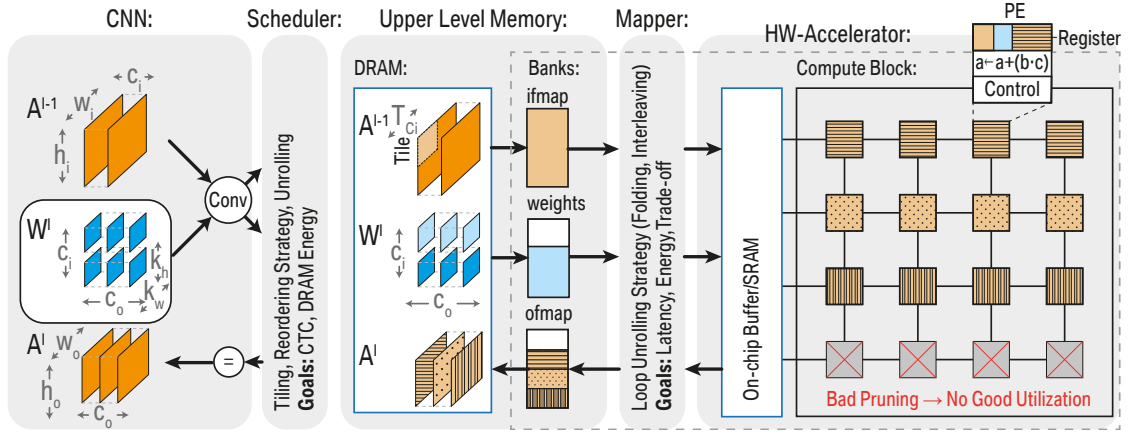 CNN:
Scheduler:
Upper Level Memory:
Mapper:
HW-Accelerator:
PE
Register
a←a+(b·c)
Control
Compute Block:
DRAM:
Banks:
ifmap
weights
ofmap
A^l-1
c_i
w_i
h_i
Conv
W^l
c_i
k_h
k_w
c_o
A^l
w_o
h_o
c_o
=
Tiling, Reordering Strategy, Unrolling
Goals: CTC, DRAM Energy
A^l-1
T_Ci
Tile
W^l
c_i
c_o
A^l
Loop Unrolling Strategy (Folding, Interleaving)
Goals: Latency, Energy,Trade-off
On-chip Buffer/SRAM
Bad Pruning → No Good Utilization